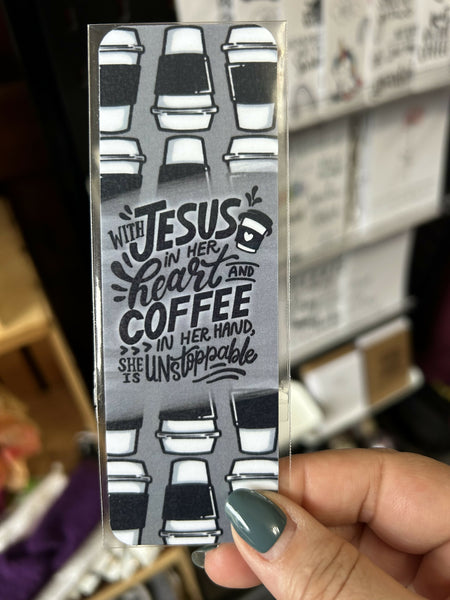 WITH JESUS
IN HER
heart AND
COFFEE
IN HER HAND,
SHE IS UNstoppable